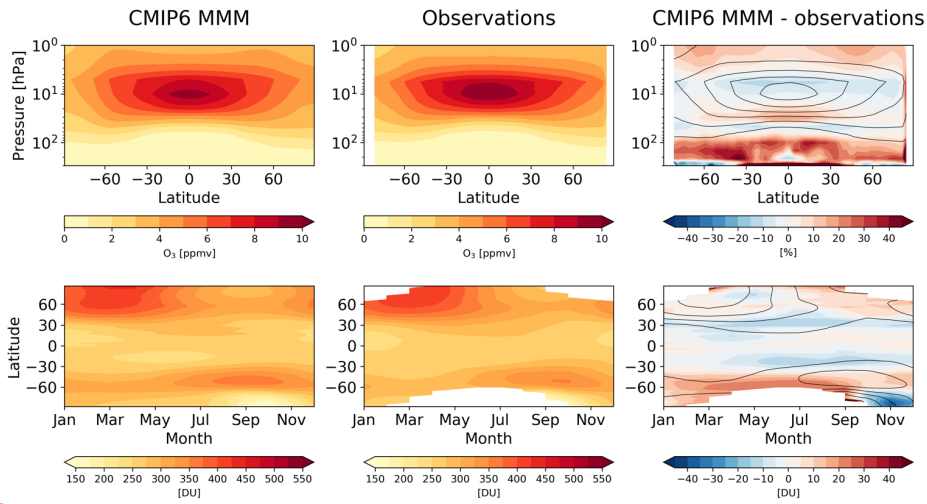 CMIP6 MMM Observations CMIP6 MMM - observations
Pressure [hPa]
10⁰ 10¹ 10² 10⁰ 10¹ 10² 10⁰ 10¹ 10²
−60 −30 0 30 60 −60 −30 0 30 60 −60 −30 0 30 60
Latitude Latitude Latitude
0 2 4 6 8 10 0 2 4 6 8 10 −40 −30 −20 −10 0 10 20 30 40
O₃ [ppmv] O₃ [ppmv] [%]
Latitude
60 30 0 −30 −60 60 30 0 −30 −60 60 30 0 −30 −60
Jan Mar May Jul Sep Nov Jan Mar May Jul Sep Nov Jan Mar May Jul Sep Nov
Month Month Month
150 200 250 300 350 400 450 500 550 150 200 250 300 350 400 450 500 550 −40 −30 −20 −10 0 10 20 30 40
[DU] [DU] [DU]